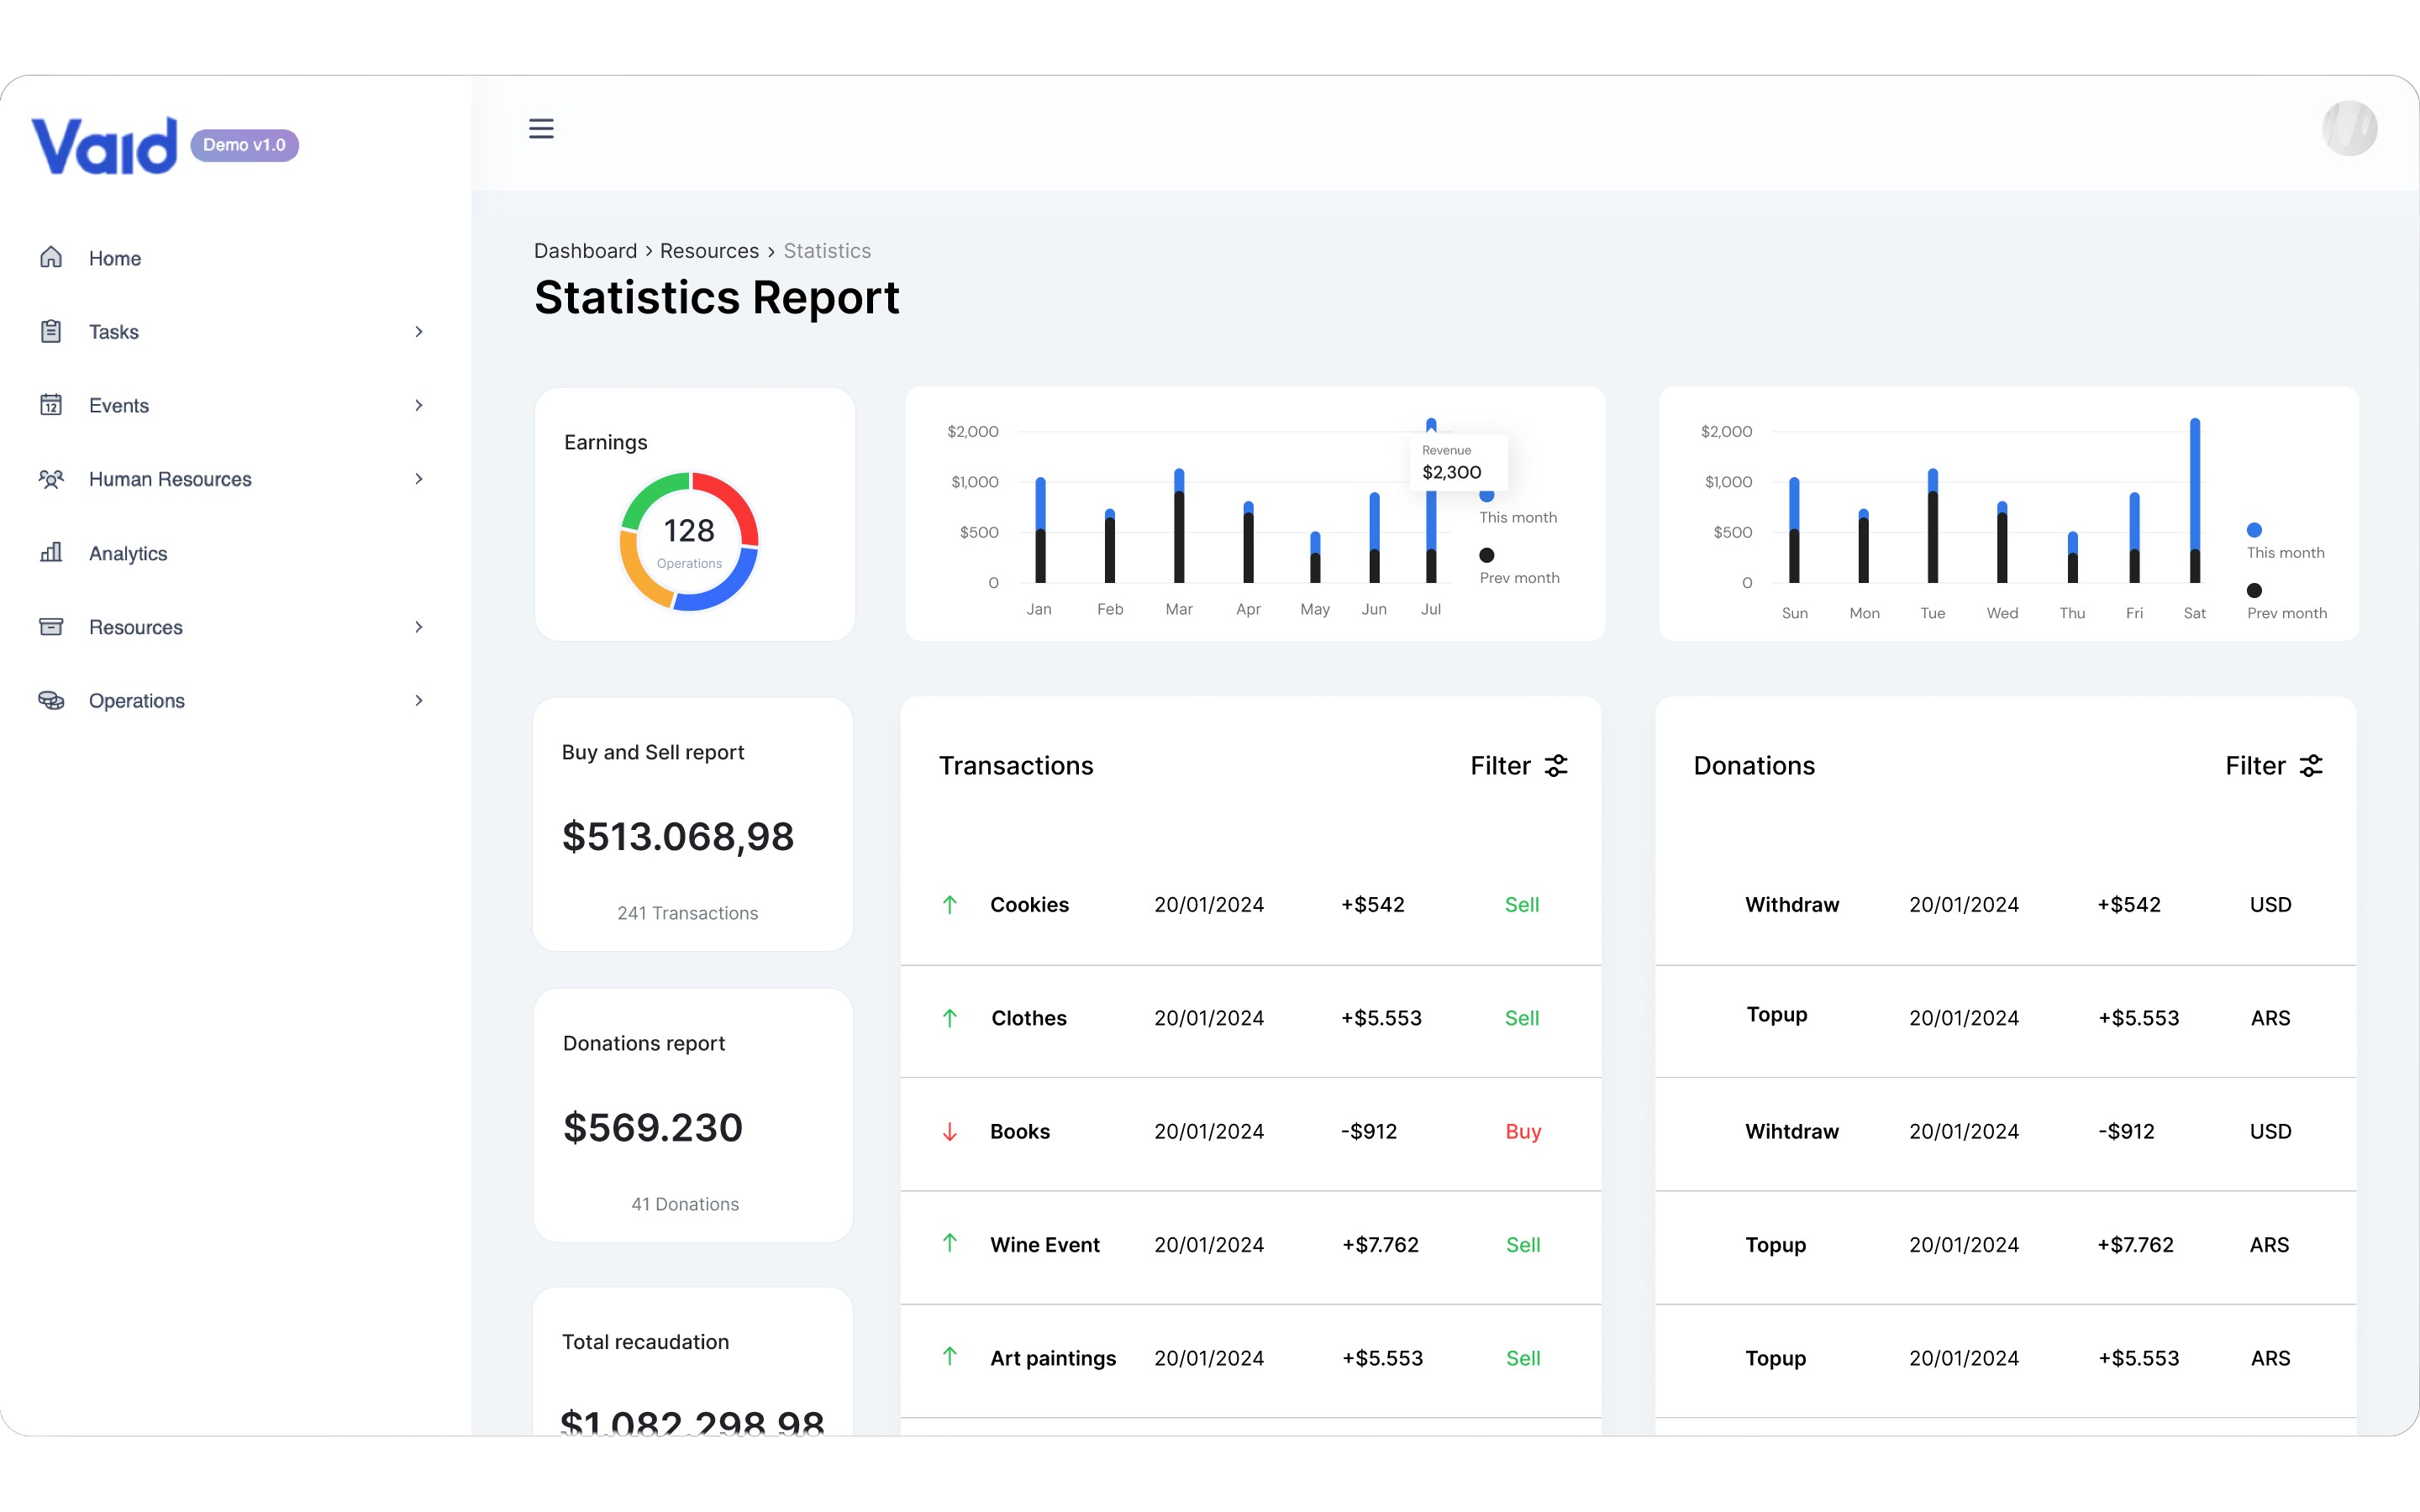 Vaid Demo v1.0
Home
Tasks
Events
12
Human Resources
Analytics
Resources
Operations
Dashboard > Resources > Statistics
Statistics Report
Earnings
128
Operations
$2,000
$1,000
$500
0
Jan Feb Mar Apr May Jun Jul
Revenue
$2,300
This month
Prev month
$2,000
$1,000
$500
0
Sun Mon Tue Wed Thu Fri Sat
This month
Prev month
Buy and Sell report
$513.068,98
241 Transactions
Donations report
$569.230
41 Donations
Total recaudation
$1.082.298,98
Transactions Filter
Cookies 20/01/2024 +$542 Sell
Clothes 20/01/2024 +$5.553 Sell
Books 20/01/2024 -$912 Buy
Wine Event 20/01/2024 +$7.762 Sell
Art paintings 20/01/2024 +$5.553 Sell
Donations Filter
Withdraw 20/01/2024 +$542 USD
Topup 20/01/2024 +$5.553 ARS
Wihtdraw 20/01/2024 -$912 USD
Topup 20/01/2024 +$7.762 ARS
Topup 20/01/2024 +$5.553 ARS